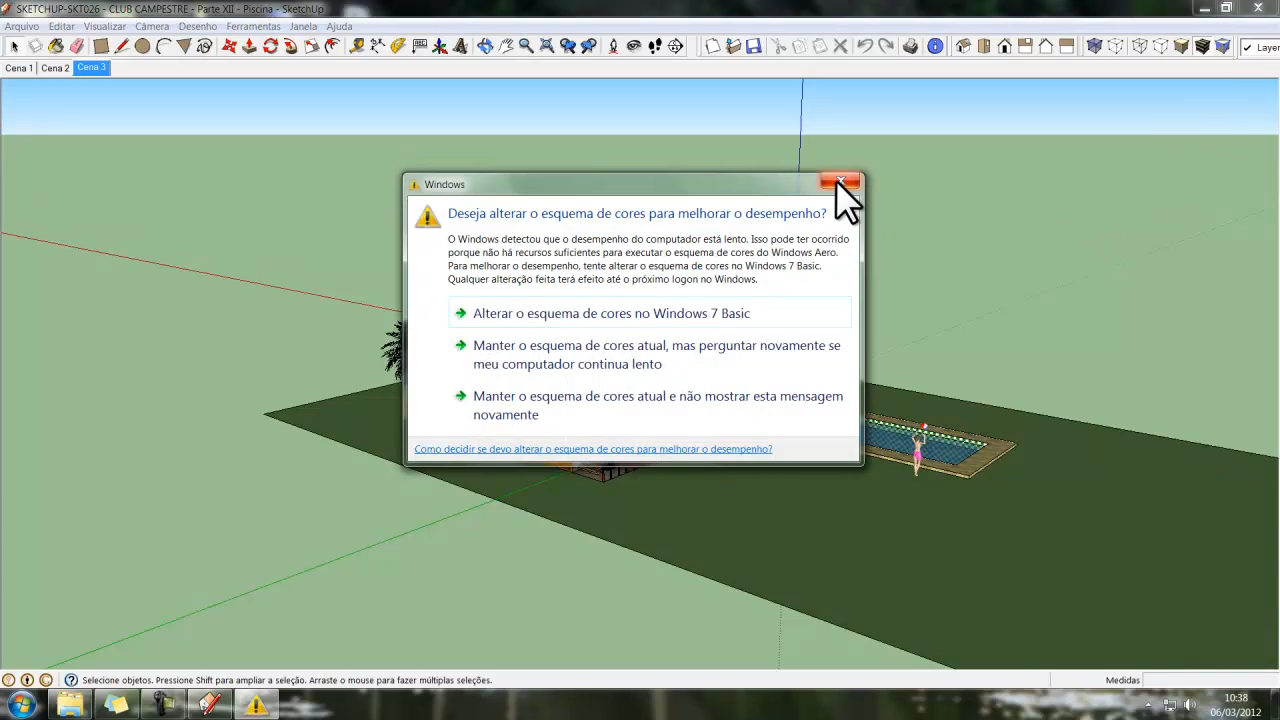 SKETCHUP-SKT026 - CLUB CAMPESTRE - Parte XII - Piscina - SketchUp
Arquivo Editar Visualizar Câmera Desenho Ferramentas Janela Ajuda
Layer
Cena 1 Cena 2 Cena 3
Windows
Deseja alterar o esquema de cores para melhorar o desempenho?
O Windows detectou que o desempenho do computador está lento. Isso pode ter ocorrido
porque não há recursos suficientes para executar o esquema de cores do Windows Aero.
Para melhorar o desempenho, tente alterar o esquema de cores no Windows 7 Basic.
Qualquer alteração feita terá efeito até o próximo logon no Windows.
Alterar o esquema de cores no Windows 7 Basic
Manter o esquema de cores atual, mas perguntar novamente se
meu computador continua lento
Manter o esquema de cores atual e não mostrar esta mensagem
novamente
Como decidir se devo alterar o esquema de cores para melhorar o desempenho?
Selecione objetos. Pressione Shift para ampliar a seleção. Arraste o mouse para fazer múltiplas seleções.
Medidas
10:38
06/03/2012